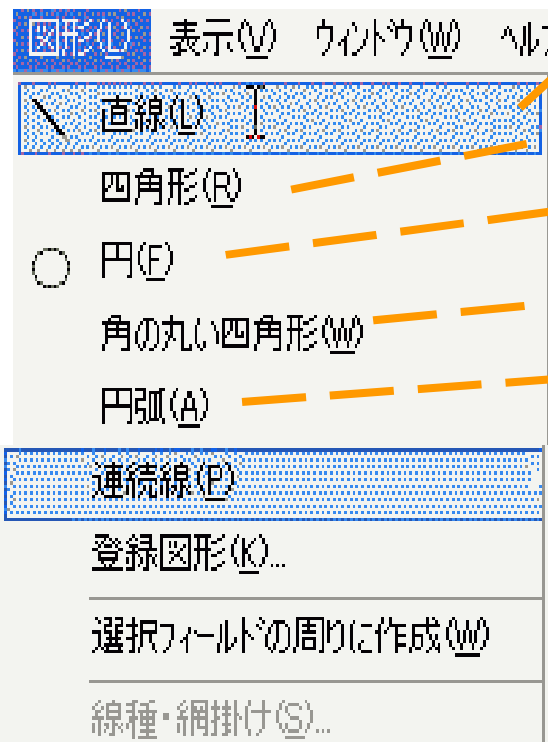 図形(L) 表示(V) ウィンドウ(W) ヘル
直線(L)
四角形(R)
円(E)
角の丸い四角形(W)
円弧(A)
連続線(P)
登録図形(K)...
選択フィールドの周りに作成(W)
線種・網掛け(S)...